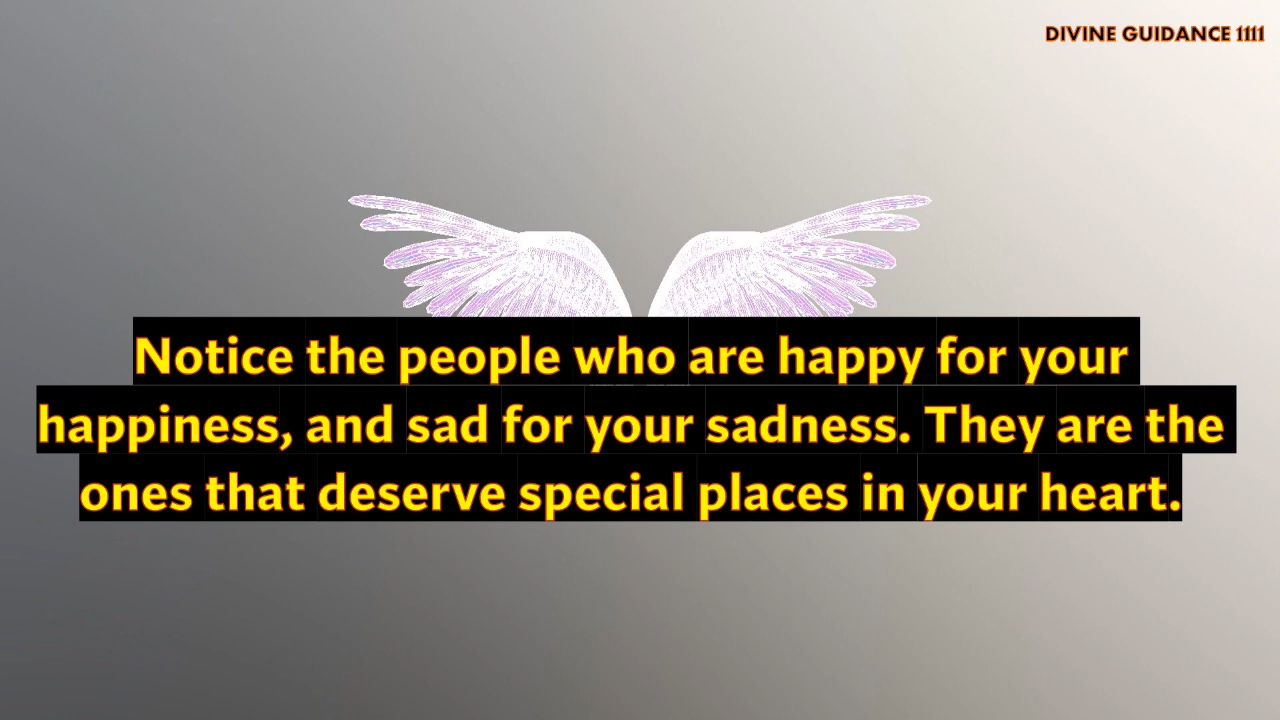 DIVINE GUIDANCE 1111
Notice the people who are happy for your
happiness, and sad for your sadness. They are the
ones that deserve special places in your heart.